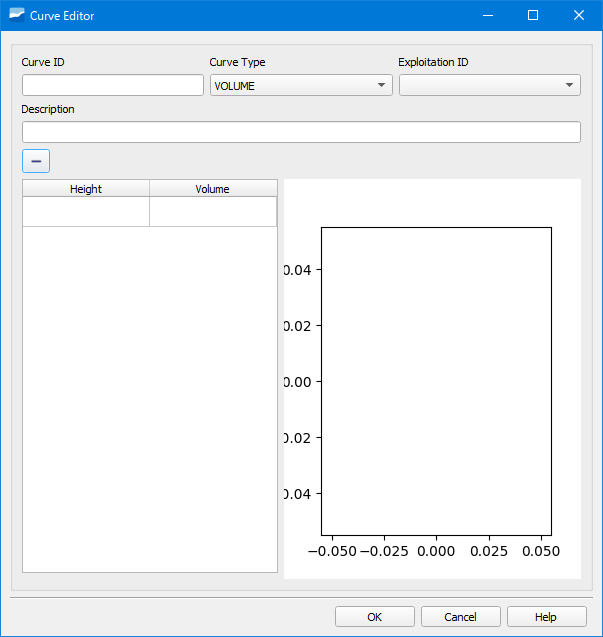 Curve Editor
Curve ID Curve Type Exploitation ID
VOLUME
Description
Height Volume
0.04
0.02
0.00
0.02
0.04
−0.050 −0.025 0.000 0.025 0.050
OK Cancel Help